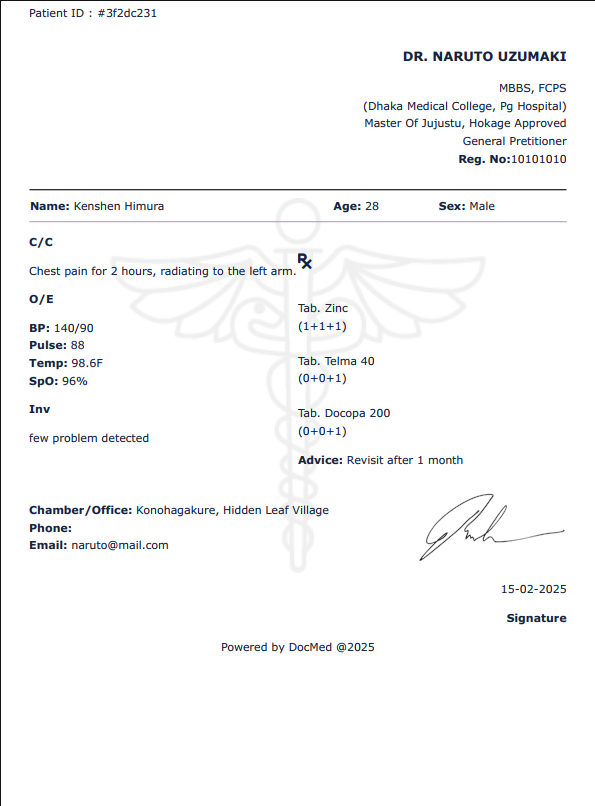 Patient ID : #3f2dc231
DR. NARUTO UZUMAKI
MBBS, FCPS
(Dhaka Medical College, Pg Hospital)
Master Of Jujustu, Hokage Approved
General Pretitioner
Reg. No:10101010
Name: Kenshen Himura Age: 28 Sex: Male
C/C
Chest pain for 2 hours, radiating to the left arm.
O/E
BP: 140/90
Pulse: 88
Temp: 98.6F
SpO: 96%
Inv
few problem detected
℞
Tab. Zinc
(1+1+1)
Tab. Telma 40
(0+0+1)
Tab. Docopa 200
(0+0+1)
Advice: Revisit after 1 month
Chamber/Office: Konohagakure, Hidden Leaf Village
Phone:
Email: naruto@mail.com
15-02-2025
Signature
Powered by DocMed @2025